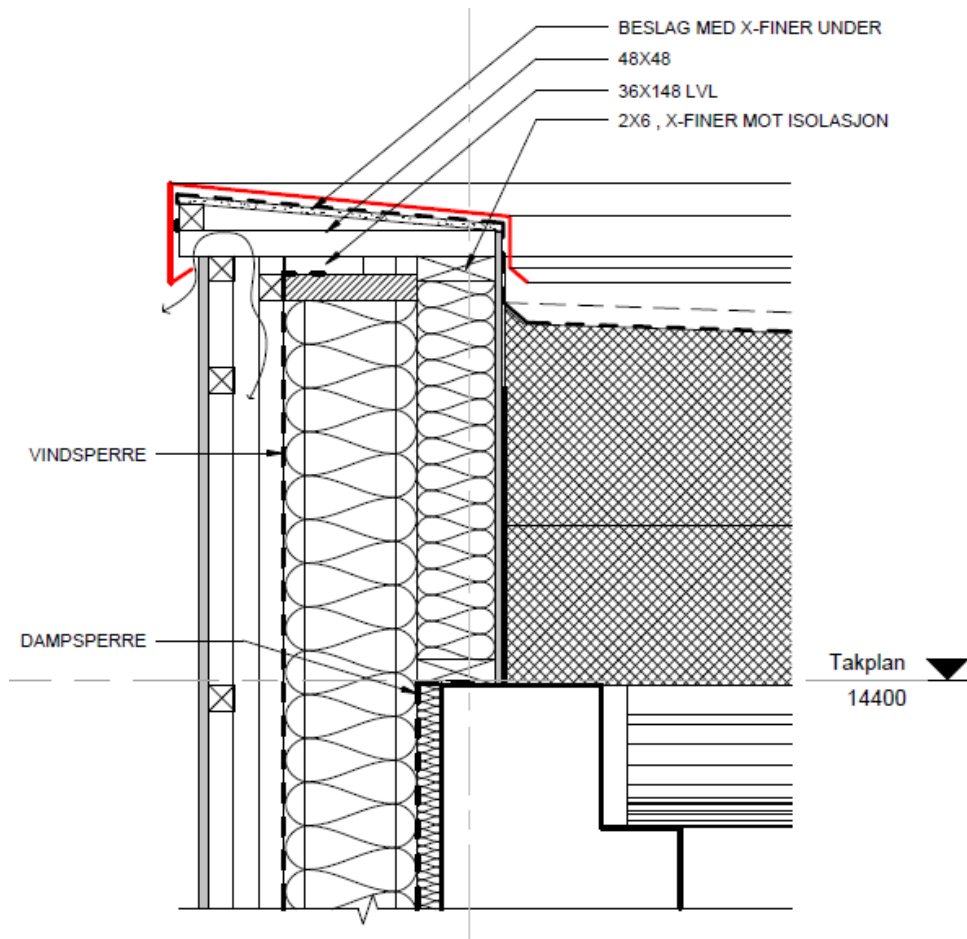 BESLAG MED X-FINER UNDER
48X48
36X148 LVL
2X6 , X-FINER MOT ISOLASJON
VINDSPERRE
DAMPSPERRE
Takplan
14400